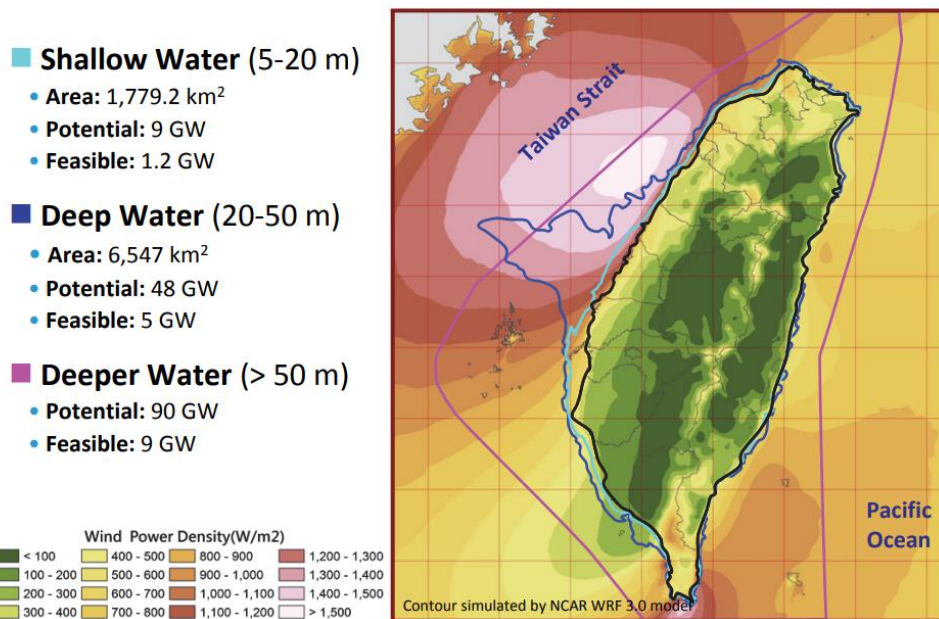 Shallow Water (5-20 m)
• Area: 1,779.2 km²
• Potential: 9 GW
• Feasible: 1.2 GW
Deep Water (20-50 m)
• Area: 6,547 km²
• Potential: 48 GW
• Feasible: 5 GW
Deeper Water (> 50 m)
• Potential: 90 GW
• Feasible: 9 GW
Wind Power Density(W/m2)
< 100 400 - 500 800 - 900 1,200 - 1,300
100 - 200 500 - 600 900 - 1,000 1,300 - 1,400
200 - 300 600 - 700 1,000 - 1,100 1,400 - 1,500
300 - 400 700 - 800 1,100 - 1,200 > 1,500
Taiwan Strait
Pacific
Ocean
Contour simulated by NCAR WRF 3.0 model